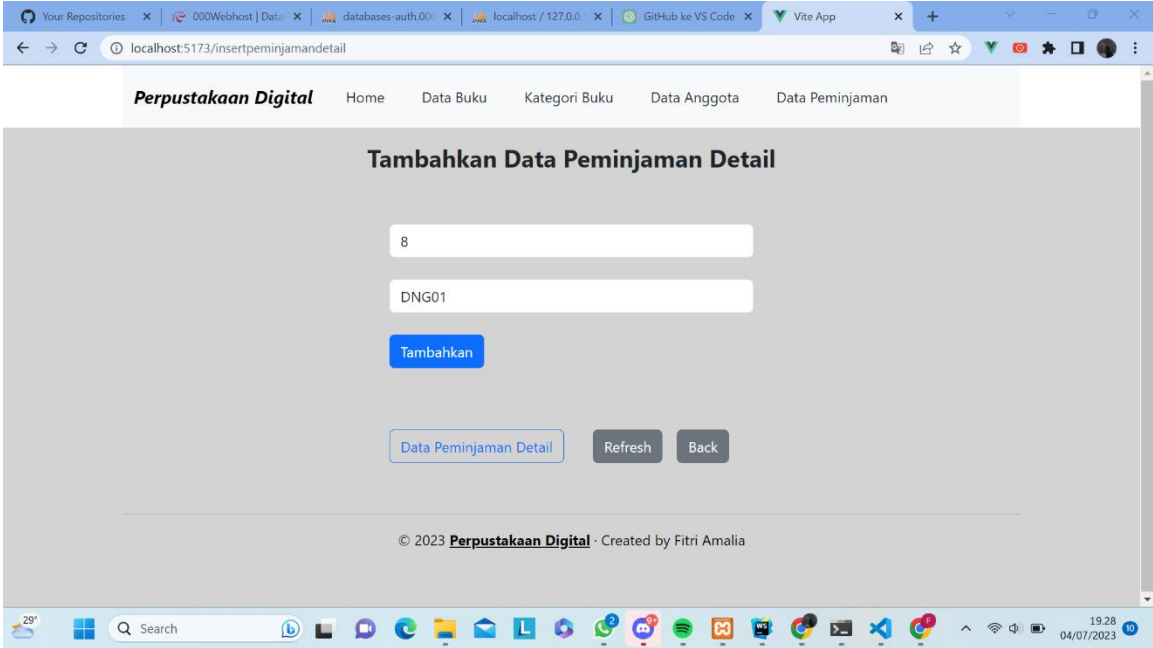 Your Repositories
000Webhost | Data
databases-auth.000
localhost / 127.0.0.
GitHub ke VS Code
Vite App
localhost:5173/insertpeminjamandetail
Perpustakaan Digital Home Data Buku Kategori Buku Data Anggota Data Peminjaman
Tambahkan Data Peminjaman Detail
8
DNG01
Tambahkan
Data Peminjaman Detail Refresh Back
© 2023 Perpustakaan Digital · Created by Fitri Amalia
29°
Search
19.28
04/07/2023
10